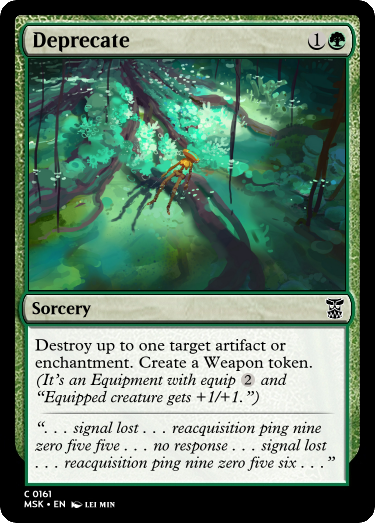 Deprecate 1
Sorcery
Destroy up to one target artifact or
enchantment. Create a Weapon token.
(It's an Equipment with equip 2 and
“Equipped creature gets +1/+1.”)
“. . . signal lost . . . reacquisition ping nine
zero five five . . . no response . . . signal lost
. . . reacquisition ping nine zero five six . . .”
C 0161
MSK • EN LEI MIN